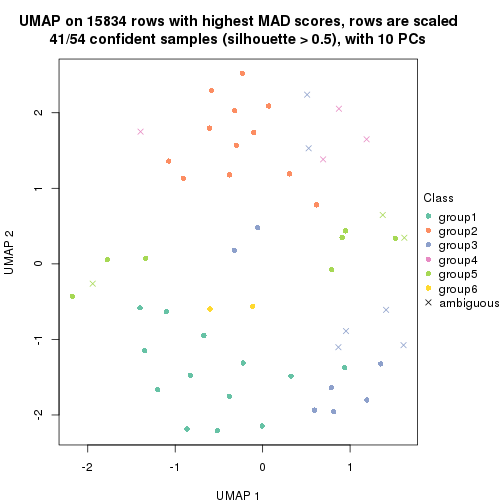 UMAP on 15834 rows with highest MAD scores, rows are scaled
41/54 confident samples (silhouette > 0.5), with 10 PCs
2
1
0
-1
-2
UMAP 2
-2
-1
0
1
UMAP 1
Class
group1
group2
group3
group4
group5
group6
ambiguous